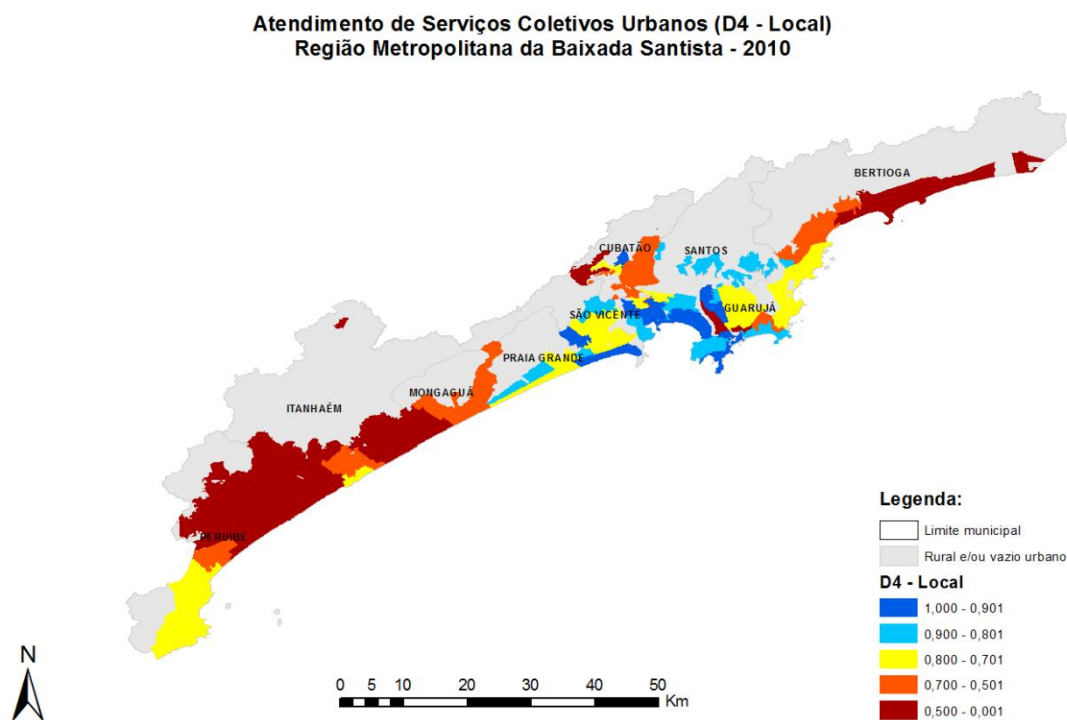 Atendimento de Serviços Coletivos Urbanos (D4 - Local)
Região Metropolitana da Baixada Santista - 2010
BERTIOGA
CUBATÃO
SANTOS
GUARUJÁ
SÃO VICENTE
PRAIA GRANDE
MONGAGUÁ
ITANHAÉM
PERUÍBE
Legenda:
Limite municipal
Rural e/ou vazio urbano
D4 - Local
1,000 - 0,901
0,900 - 0,801
0,800 - 0,701
0,700 - 0,501
0,500 - 0,001
N
0 5 10 20 30 40 50
Km